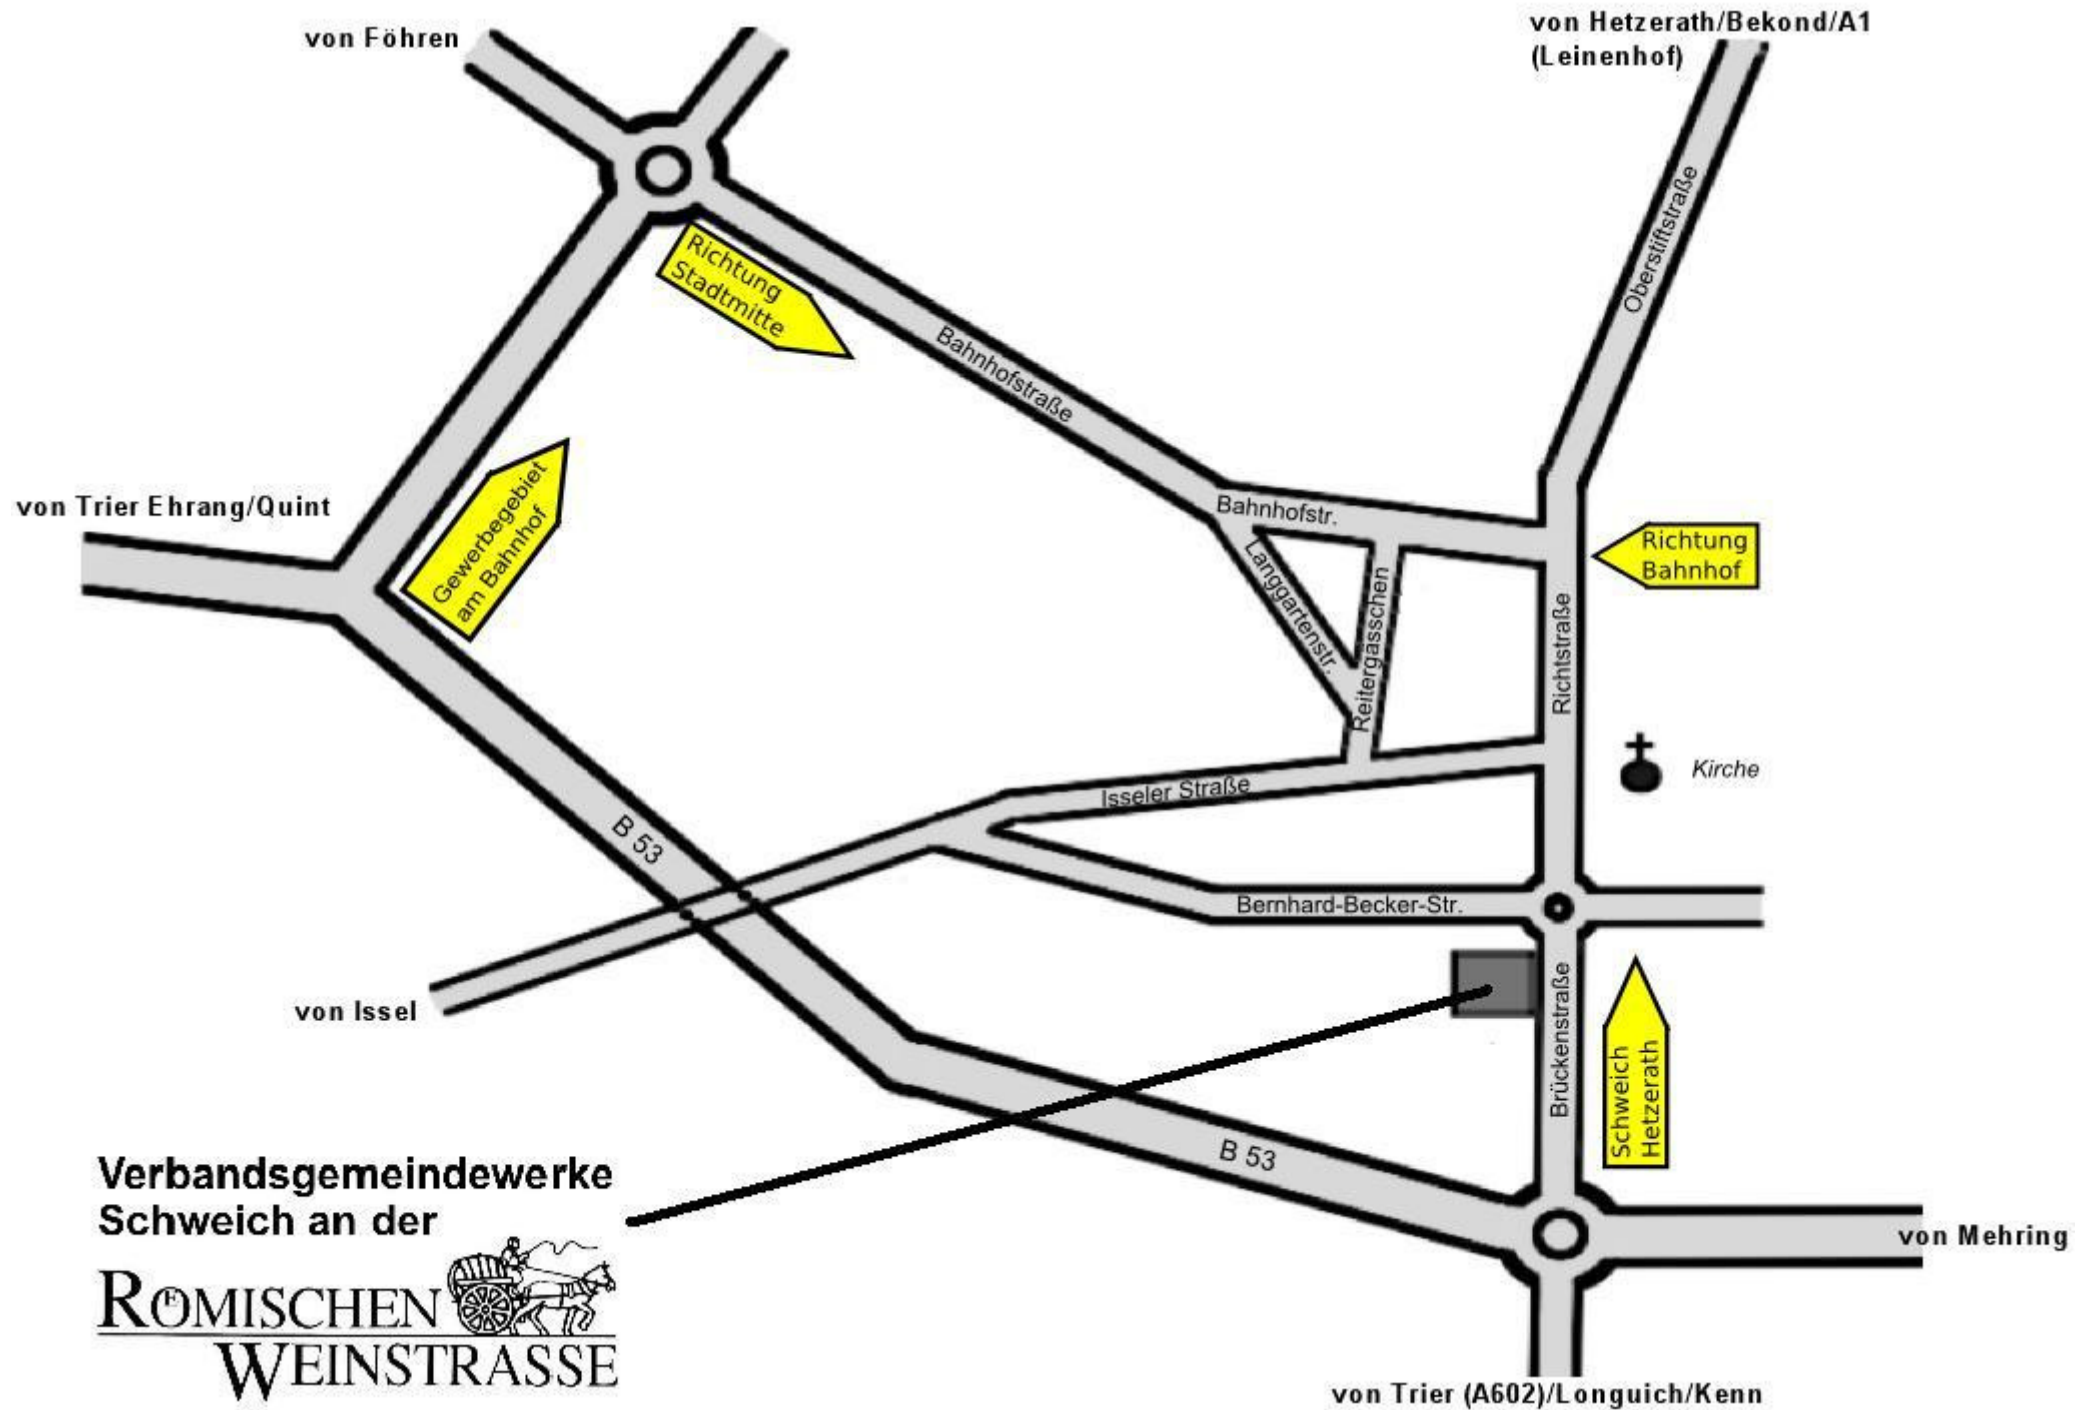 von Föhren
von Hetzerath/Bekond/A1
(Leinenhof)
Oberstiftstraße
Richtung
Stadtmitte
Bahnhofstraße
von Trier Ehrang/Quint
Gewerbegebiet
am Bahnhof
Bahnhofstr.
Richtung
Bahnhof
Langgartenstr.
Reitergässchen
Richtstraße
Kirche
Isseler Straße
B 53
Bernhard-Becker-Str.
von Issel
Brückenstraße
Schweich
Hetzerath
B 53
Verbandsgemeindewerke
Schweich an der
RŒMISCHEN
WEINSTRASSE
von Mehring
von Trier (A602)/Longuich/Kenn